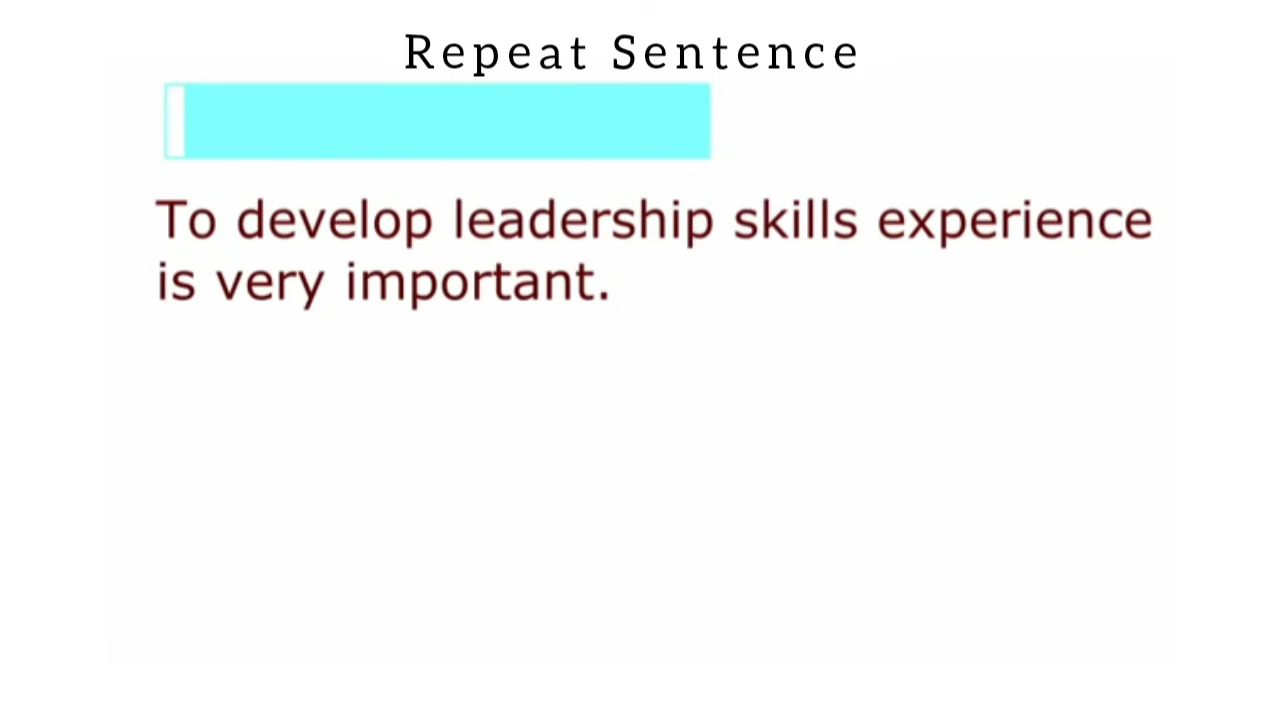 Repeat Sentence
To develop leadership skills experience
is very important.